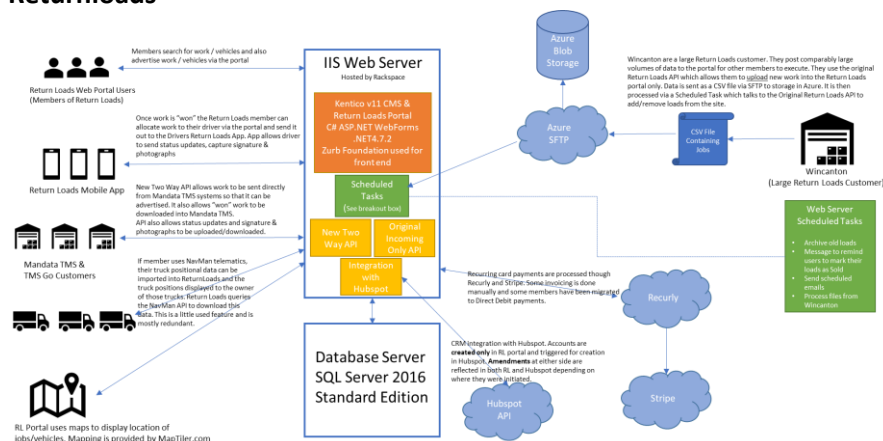 Returnloads
Members search for work / vehicles and also
advertise work / vehicles via the portal
Return Loads Web Portal Users
(Members of Return Loads)
Once work is "won" the Return Loads member can
allocate work to their driver via the portal and send it
out to the Drivers Return Loads App. App allows driver
to send status updates, capture signature &
photographs
Return Loads Mobile App
New Two Way API allows work to be sent directly
from Mandata TMS systems so that it can be
advertised. It also allows "won" work to be
downloaded into Mandata TMS.
API also allows status updates and signature &
photographs to be uploaded/downloaded.
Mandata TMS &
TMS Go Customers
If member uses NavMan telematics,
their truck positional data can be
imported into ReturnLoads and the
truck positions displayed to the owner
of those trucks. Return Loads queries
the NavMan API to download this
data. This is a little used feature and is
mostly redundant.
RL Portal uses maps to display location of
jobs/vehicles. Mapping is provided by MapTiler.com
IIS Web Server
Hosted by Rackspace
Kentico v11 CMS &
Return Loads Portal
C# ASP.NET WebForms
.NET4.7.2
Zurb Foundation used for
front end
Scheduled
Tasks
(See breakout box)
New Two
Way API
Original
Incoming
Only API
Integration
with
Hubspot
Database Server
SQL Server 2016
Standard Edition
Azure
Blob
Storage
Azure
SFTP
Wincanton are a large Return Loads customer. They post comparably large
volumes of data to the portal for other members to execute. They use the original
Return Loads API which allows them to upload new work into the Return Loads
portal only. Data is sent as a CSV file via SFTP to storage in Azure. It is then
processed via a Scheduled Task which talks to the Original Return Loads API to
add/remove loads from the site.
CSV File
Containing
Jobs
Wincanton
(Large Return Loads Customer)
Web Server
Scheduled Tasks
• Archive old loads
• Message to remind
users to mark their
loads as Sold
• Send scheduled
emails
• Process files from
Wincanton
Recurring card payments are processed though
Recurly and Stripe. Some invoicing is done
manually and some members have been migrated
to Direct Debit payments.
Recurly
CRM Integration with Hubspot. Accounts are
created only in RL portal and triggered for creation
in Hubspot. Amendments at either side are
reflected in both RL and Hubspot depending on
where they were initiated.
Hubspot
API
Stripe